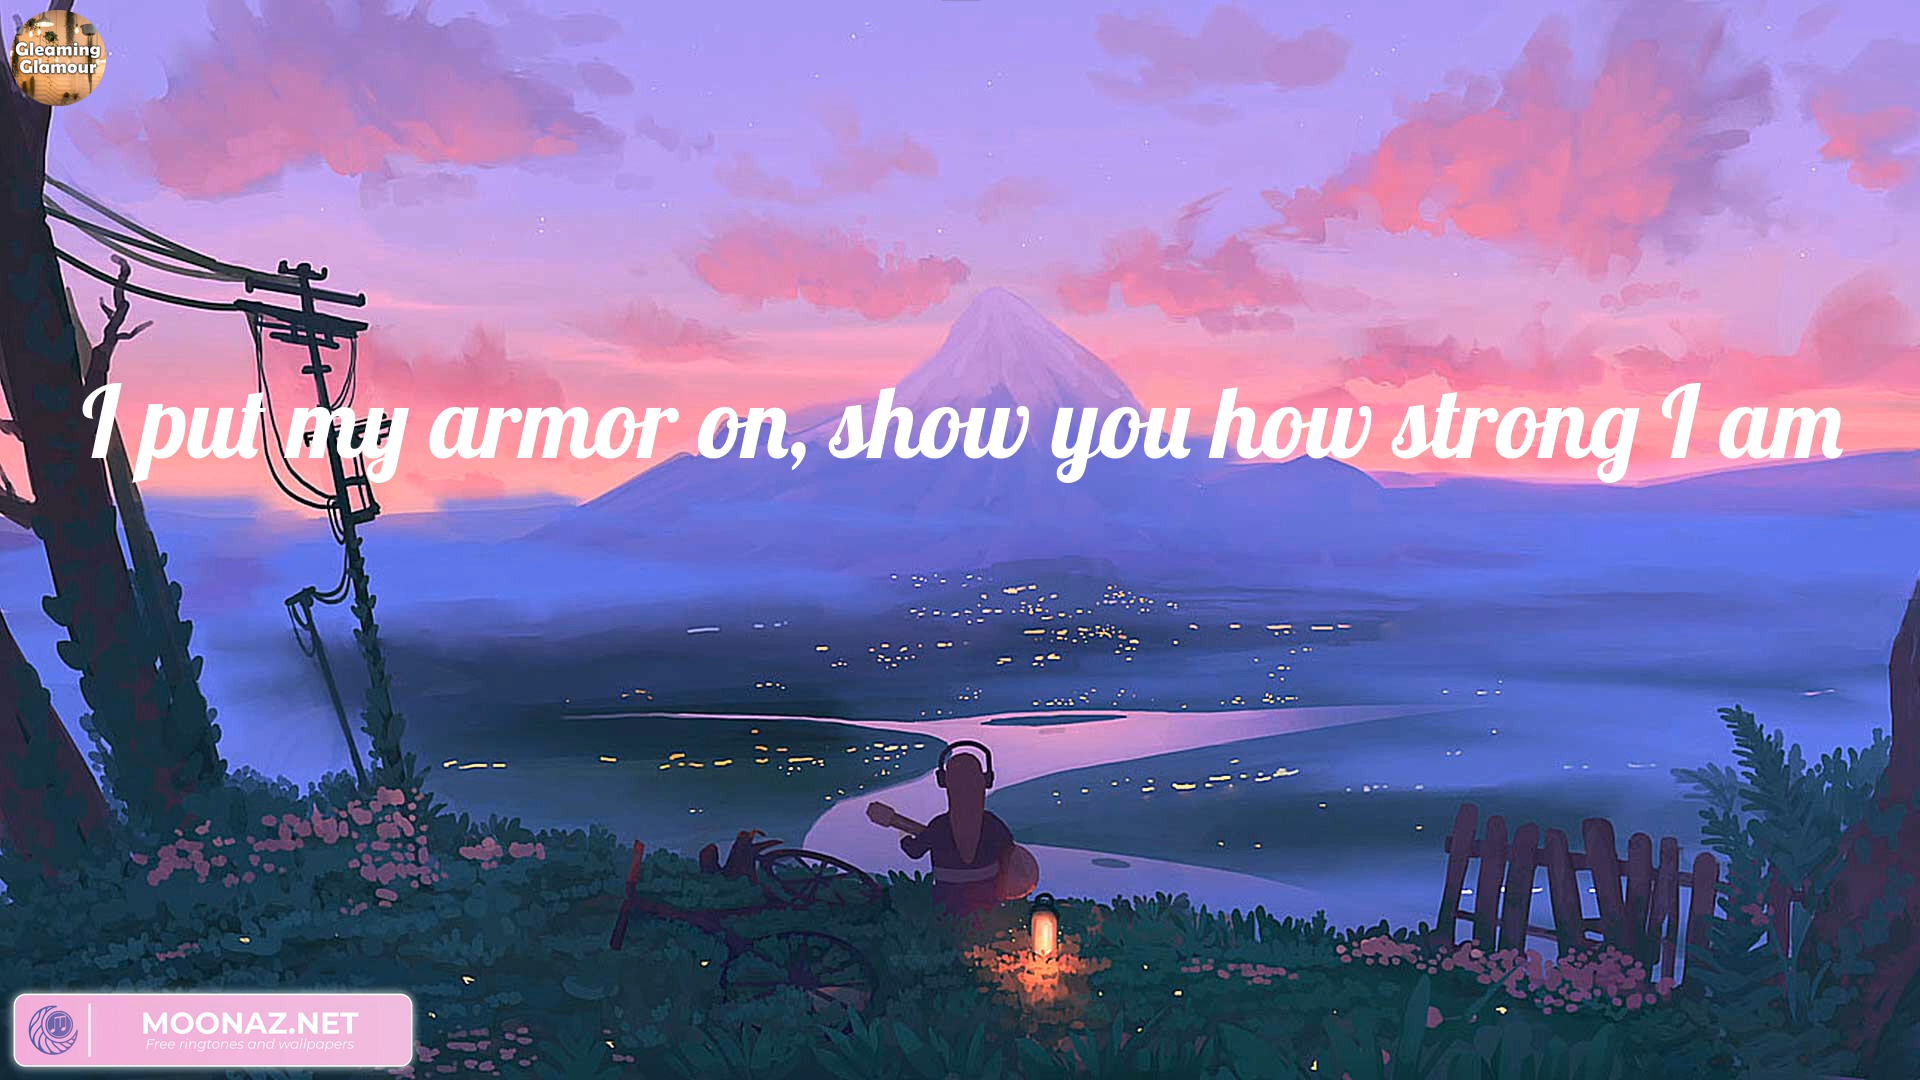 Gleaming
Glamour
I put my armor on, show you how strong I am
MOONAZ.NET
Free ringtones and wallpapers